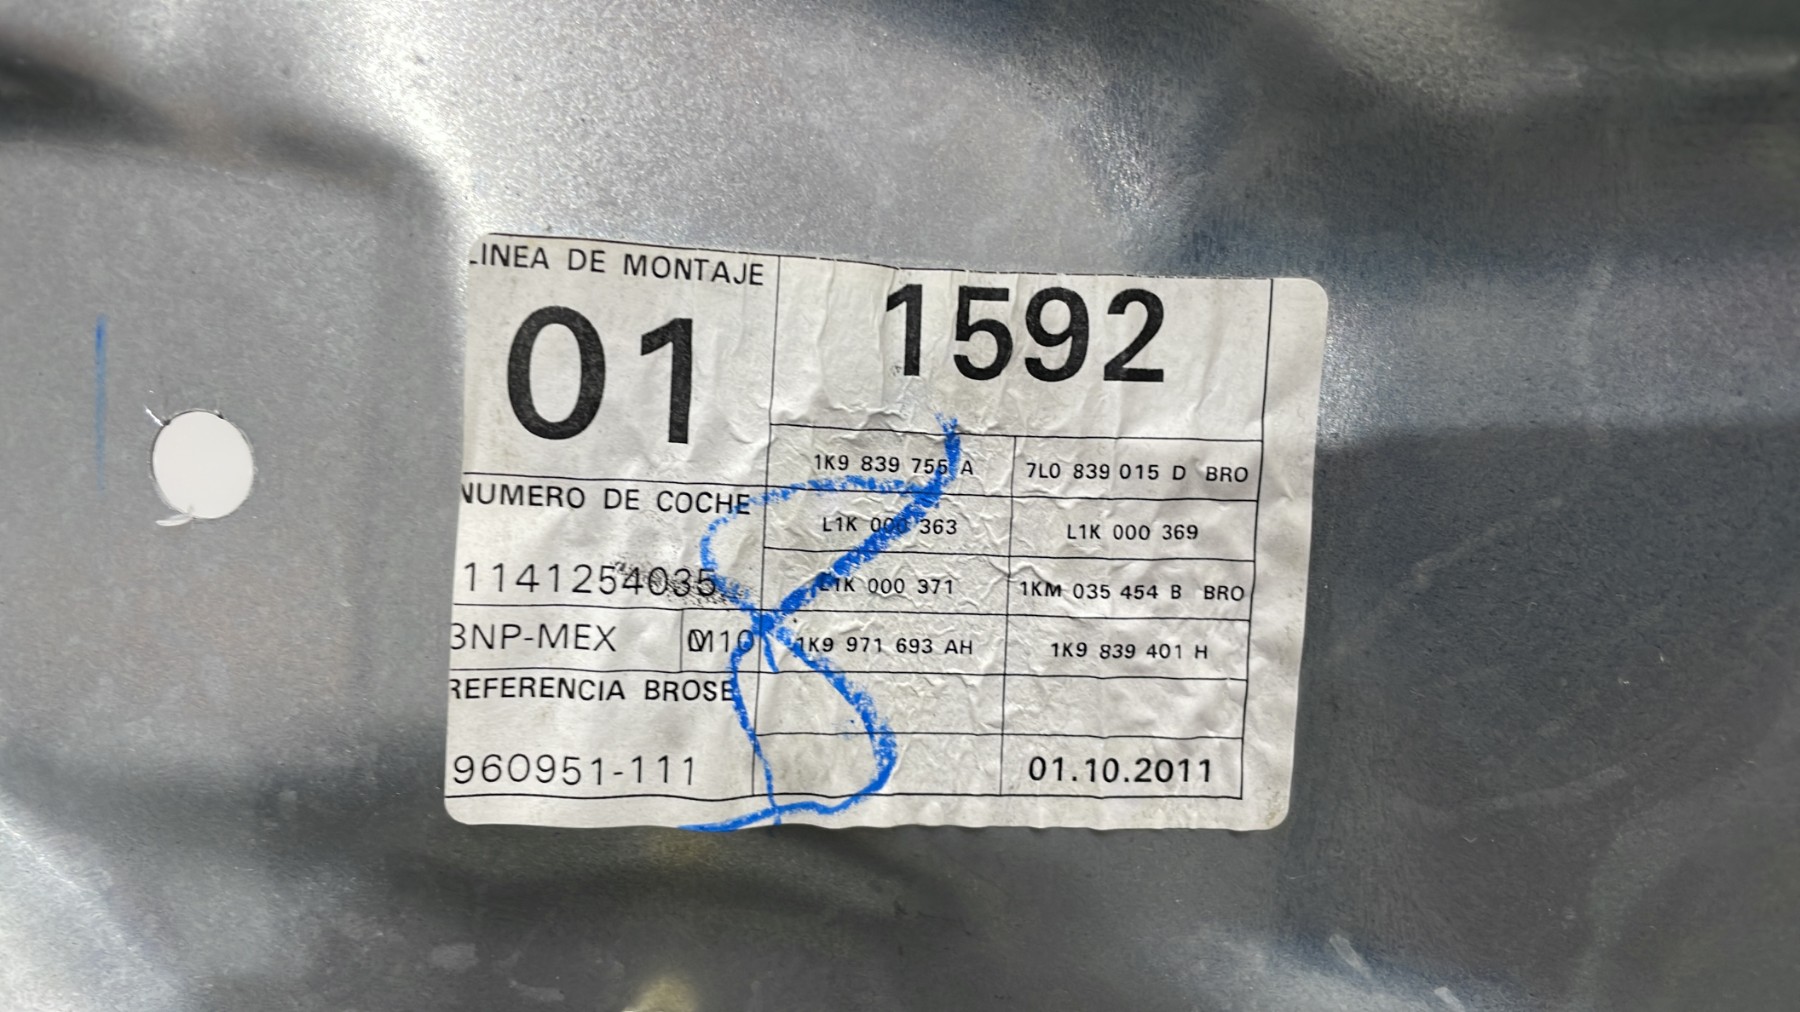 LINEA DE MONTAJE
01
1592
1K9 839 755 A
7L0 839 015 D BRO
NUMERO DE COCHE
L1K 000 363
L1K 000 369
1141254035
L1K 000 371
1KM 035 454 B BRO
3NP-MEX
M10
1K9 971 693 AH
1K9 839 401 H
REFERENCIA BROSE
960951-111
01.10.2011